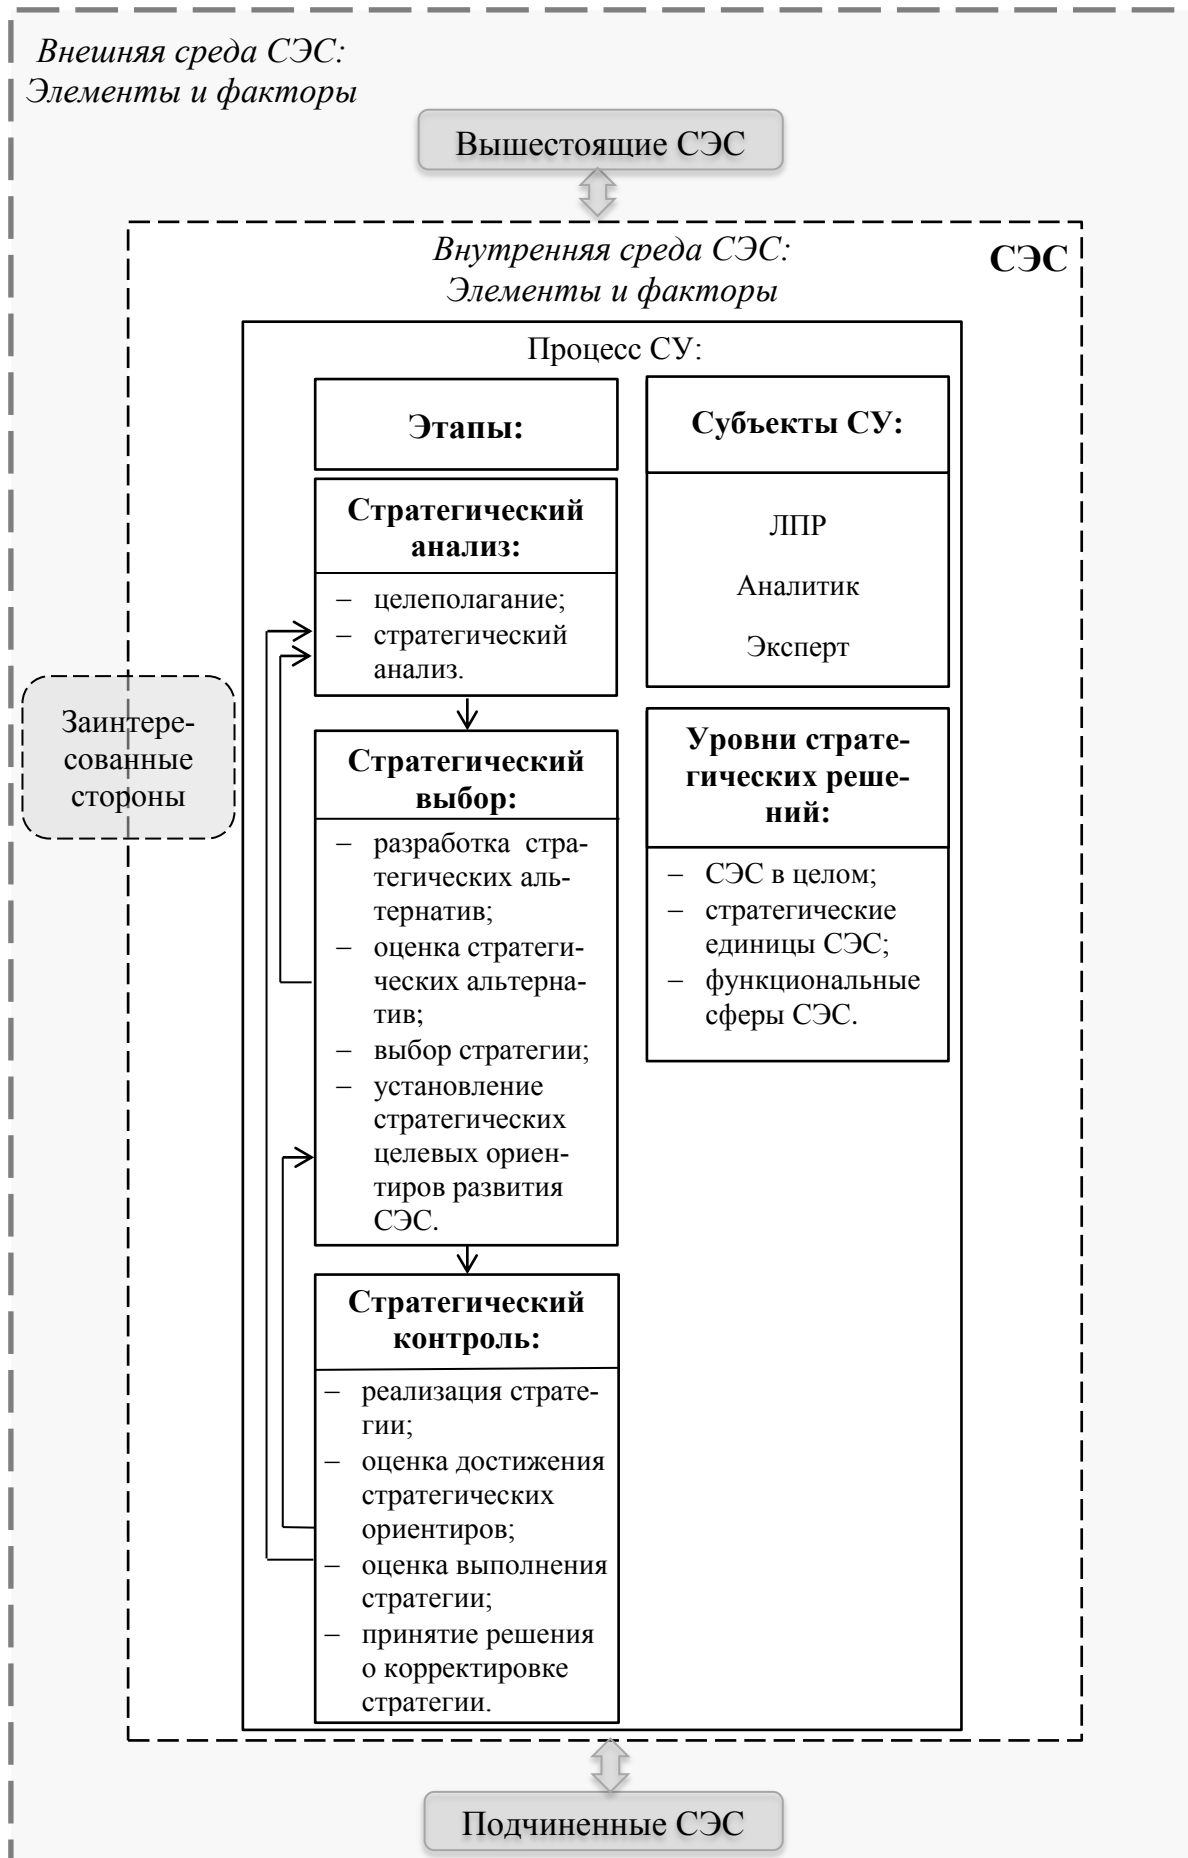 Внешняя среда СЭС:
Элементы и факторы
Вышестоящие СЭС
Внутренняя среда СЭС:
Элементы и факторы
СЭС
Процесс СУ:
Этапы:
Стратегический
анализ:
– целеполагание;
– стратегический
анализ.
Стратегический
выбор:
– разработка стра-
тегических аль-
тернатив;
– оценка стратеги-
ческих альтерна-
тив;
– выбор стратегии;
– установление
стратегических
целевых ориен-
тиров развития
СЭС.
Стратегический
контроль:
– реализация страте-
гии;
– оценка достижения
стратегических
ориентиров;
– оценка выполнения
стратегии;
– принятие решения
о корректировке
стратегии.
Субъекты СУ:
ЛПР
Аналитик
Эксперт
Уровни страте-
гических реше-
ний:
– СЭС в целом;
– стратегические
единицы СЭС;
– функциональные
сферы СЭС.
Заинтере-
сованные
стороны
Подчиненные СЭС